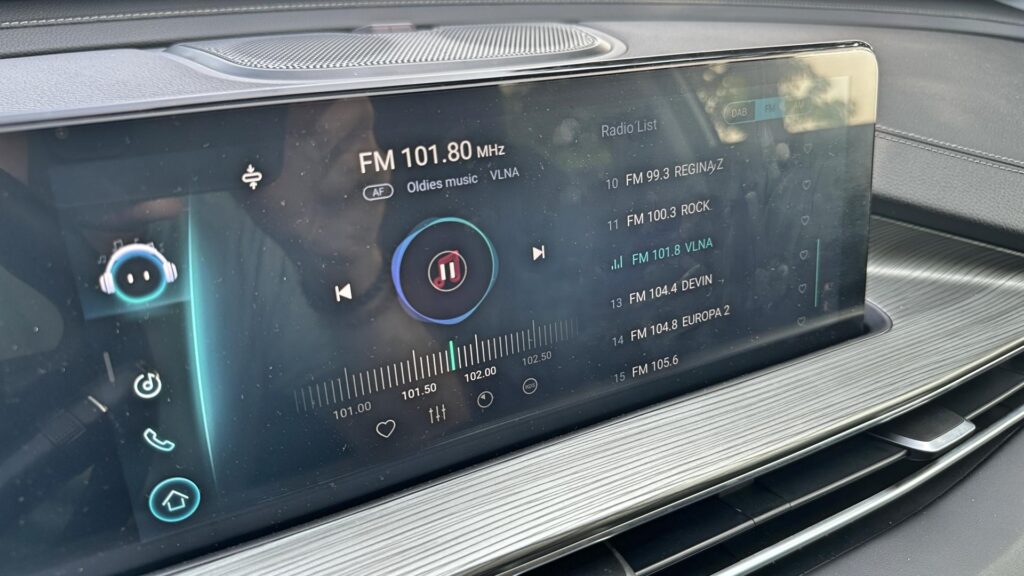 FM 101.80 MHz
AF Oldies music VLNA
101.00 101.50 102.00 102.50
DAB FM
Radio List
10 FM 99.3 REGINA Z
11 FM 100.3 ROCK
FM 101.8 VLNA
13 FM 104.4 DEVIN
14 FM 104.8 EUROPA 2
15 FM 105.6